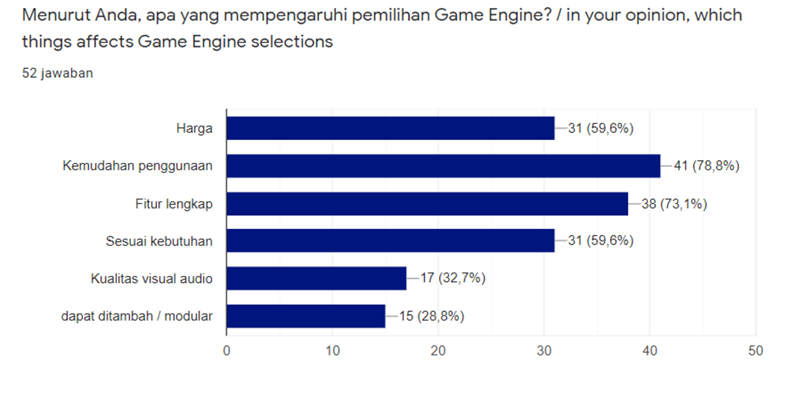 Menurut Anda, apa yang mempengaruhi pemilihan Game Engine? / in your opinion, which
things affects Game Engine selections
52 jawaban
Harga
31 (59,6%)
Kemudahan penggunaan
41 (78,8%)
Fitur lengkap
38 (73,1%)
Sesuai kebutuhan
31 (59,6%)
Kualitas visual audio
17 (32,7%)
dapat ditambah / modular
15 (28,8%)
0 10 20 30 40 50